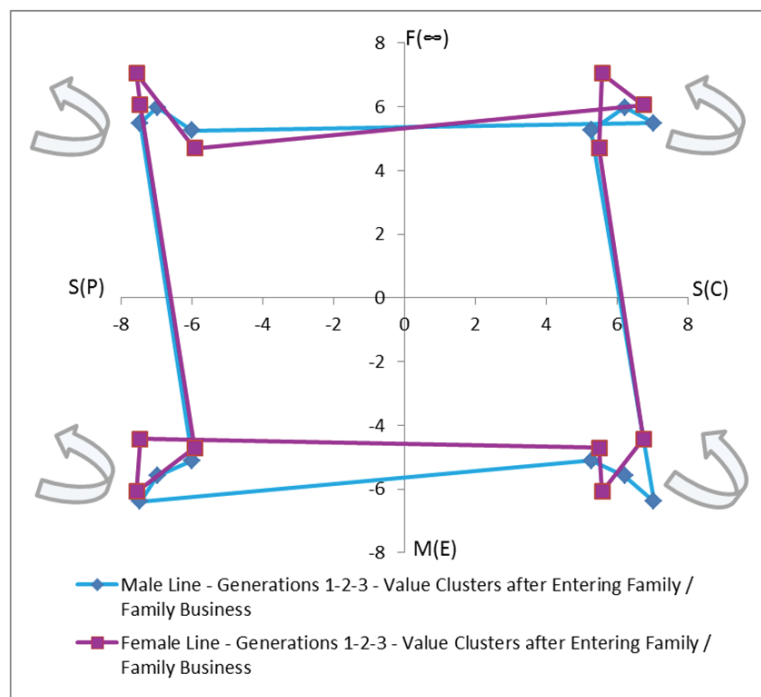 8
F(∞)
6
4
2
S(P)
S(C)
0
-8
-6
-4
-2
0
2
4
6
8
-2
-4
-6
-8
M(E)
Male Line - Generations 1-2-3 - Value Clusters after Entering Family /
Family Business
Female Line - Generations 1-2-3 - Value Clusters after Entering Family /
Family Business